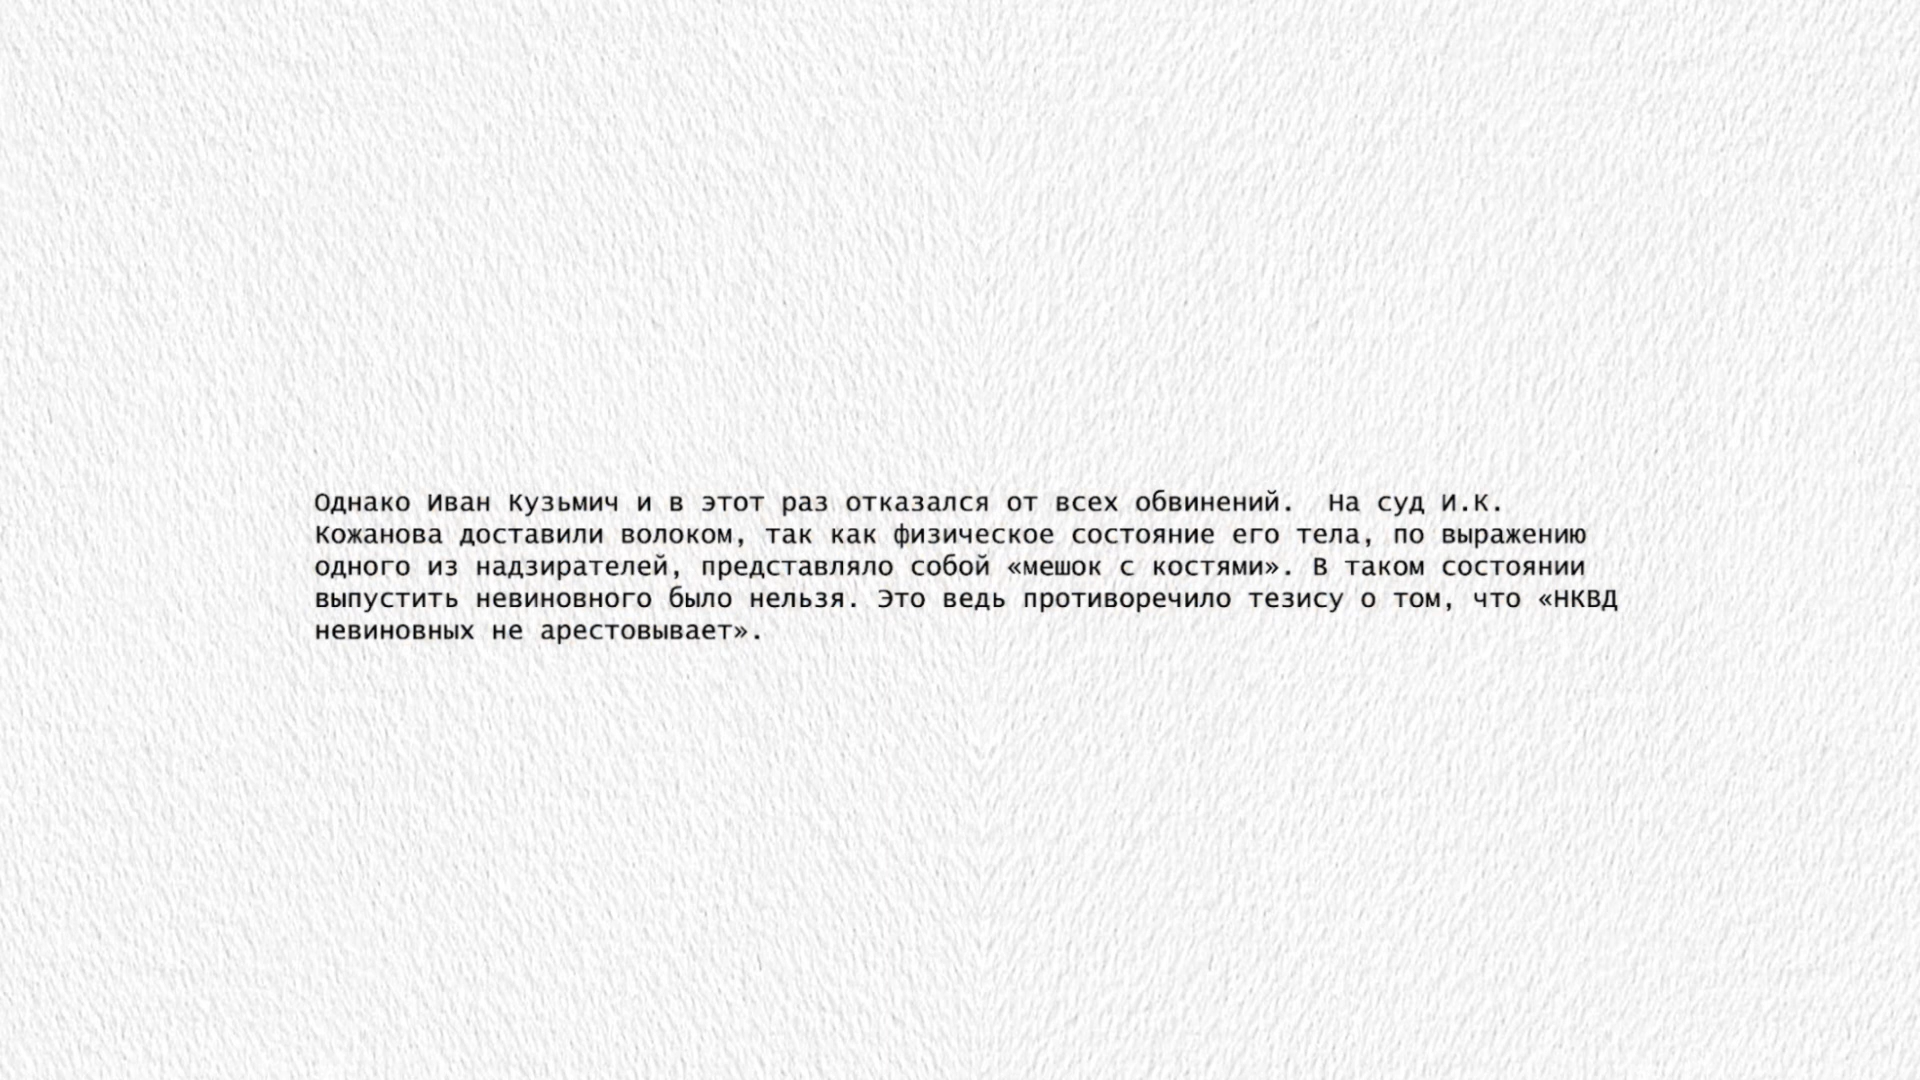 Однако Иван Кузьмич и в этот раз отказался от всех обвинений.  На суд И.К.
Кожанова доставили волоком, так как физическое состояние его тела, по выражению
одного из надзирателей, представляло собой «мешок с костями». В таком состоянии
выпустить невиновного было нельзя. Это ведь противоречило тезису о том, что «НКВД
невиновных не арестовывает».